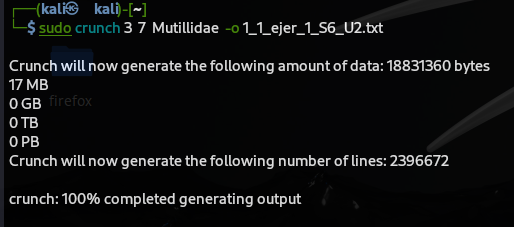 ┌──(kali㉿kali)-[~]
└─$ sudo crunch 3 7 Mutillidae -o 1_1_ejer_1_S6_U2.txt
Crunch will now generate the following amount of data: 18831360 bytes
17 MB
0 GB
firefox
0 TB
0 PB
Crunch will now generate the following number of lines: 2396672
crunch: 100% completed generating output